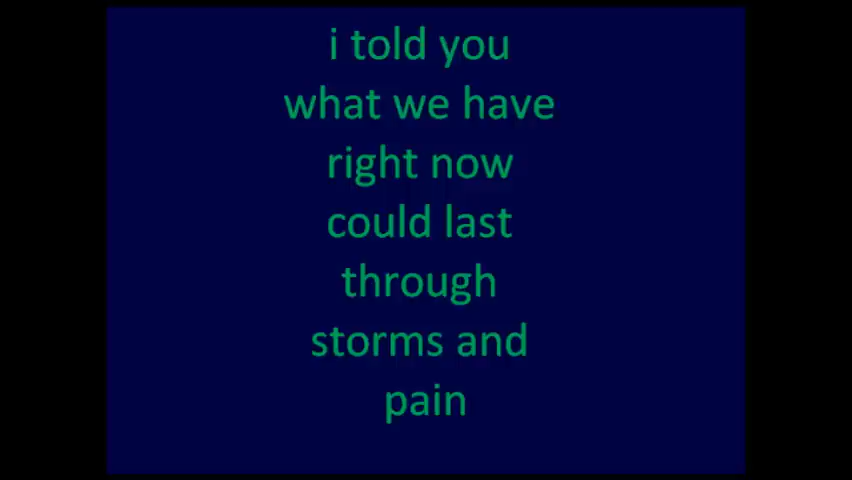 i told you
what we have
right now
could last
through
storms and
pain